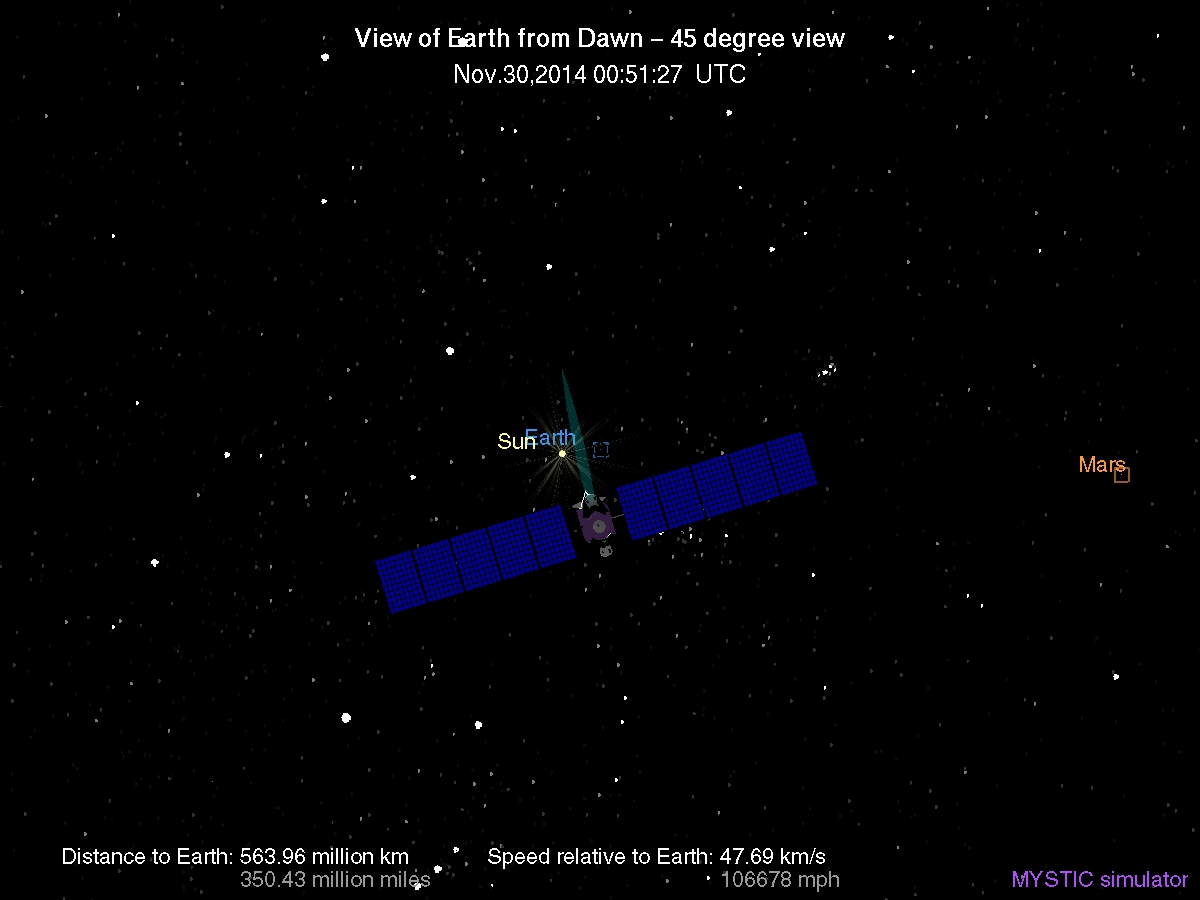 View of Earth from Dawn – 45 degree view
Nov.30,2014 00:51:27 UTC
Sun Earth
Mars
Distance to Earth: 563.96 million km Speed relative to Earth: 47.69 km/s
350.43 million miles 106678 mph MYSTIC simulator